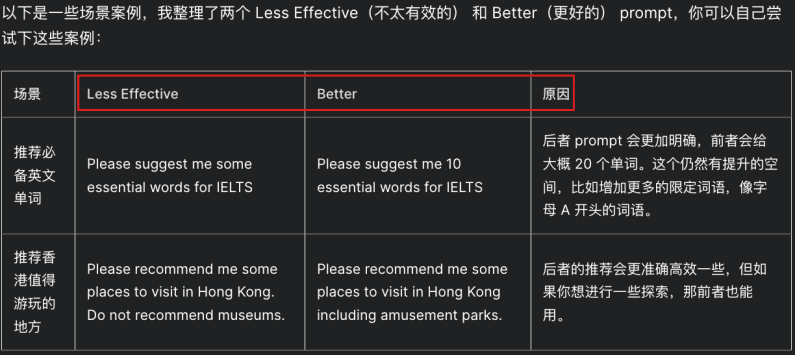 以下是一些场景案例，我整理了两个 Less Effective（不太有效的） 和 Better（更好的） prompt，你可以自己尝
试下这些案例：
场景
Less Effective
Better
原因
推荐必
备英文
单词
Please suggest me some
essential words for IELTS
Please suggest me 10
essential words for IELTS
后者 prompt 会更加明确，前者会给
大概 20 个单词。这个仍然有提升的空
间，比如增加更多的限定词语，像字
母 A 开头的词语。
推荐香
港值得
游玩的
地方
Please recommend me some
places to visit in Hong Kong.
Do not recommend museums.
Please recommend me some
places to visit in Hong Kong
including amusement parks.
后者的推荐会更准确高效一些，但如
果你想进行一些探索，那前者也能
用。